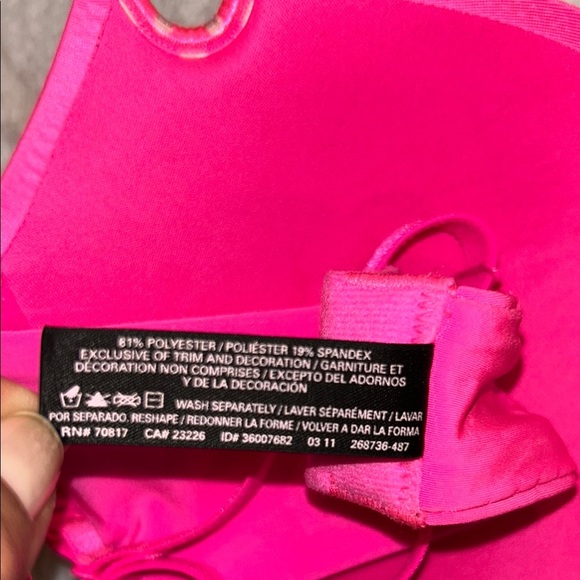 81% POLYESTER / POLIÉSTER 19% SPANDEX
EXCLUSIVE OF TRIM AND DECORATION / GARNITURE ET
DÉCORATION NON COMPRISES / EXCEPTO DEL ADORNOS
Y DE LA DECORACIÓN
WASH SEPARATELY / LAVER SÉPARÉMENT / LAVAR
POR SEPARADO. RESHAPE / REDONNER LA FORME / VOLVER A DAR LA FORMA
RN# 70817 CA# 23226 ID# 36007682 03 11 268736-487